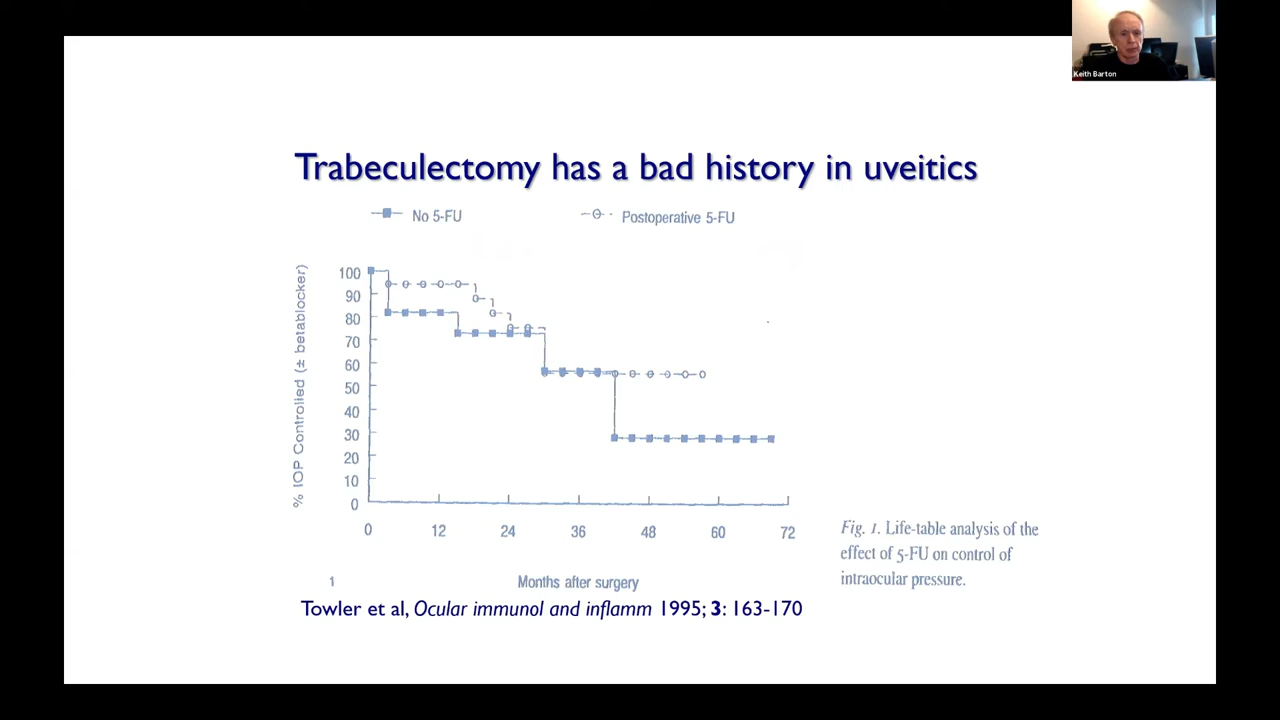 Keith Barton
Trabeculectomy has a bad history in uveitics
No 5-FU
Postoperative 5-FU
% IOP Controlled (± betablocker)
100
90
80
70
60
50
40
30
20
10
0
0 12 24 36 48 60 72
1
Months after surgery
Fig. 1. Life-table analysis of the
effect of 5-FU on control of
intraocular pressure.
Towler et al, Ocular immunol and inflamm 1995; 3: 163-170